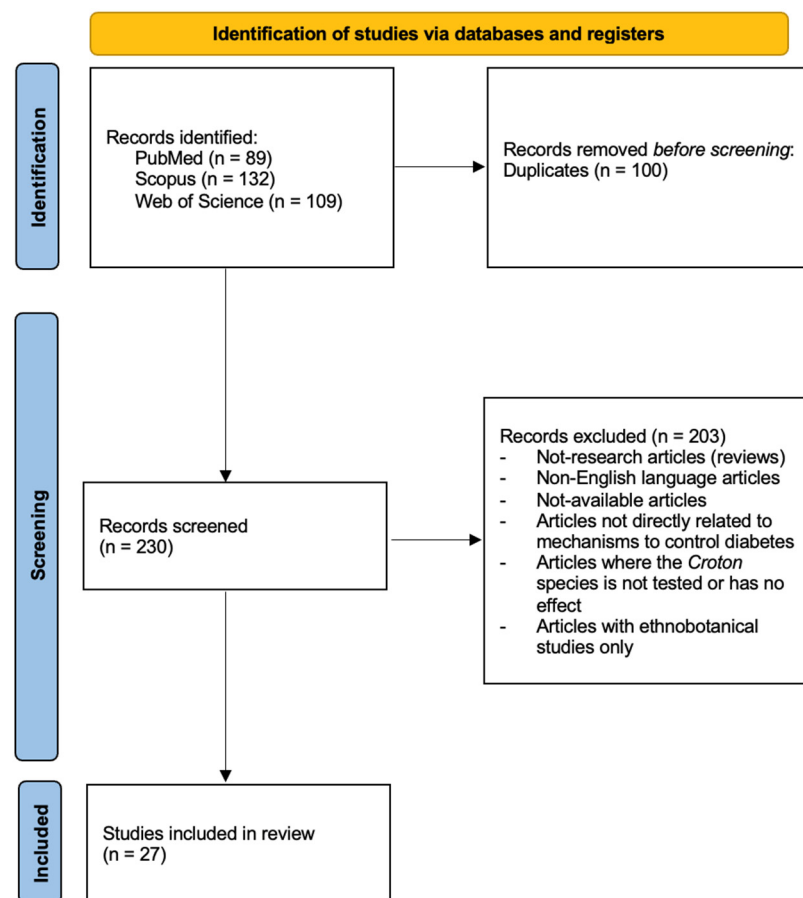 Identification of studies via databases and registers
Identification
Records identified:
PubMed (n = 89)
Scopus (n = 132)
Web of Science (n = 109)
Records removed before screening:
Duplicates (n = 100)
Screening
Records screened
(n = 230)
Records excluded (n = 203)
- Not-research articles (reviews)
- Non-English language articles
- Not-available articles
- Articles not directly related to
mechanisms to control diabetes
- Articles where the Croton
species is not tested or has no
effect
- Articles with ethnobotanical
studies only
Included
Studies included in review
(n = 27)